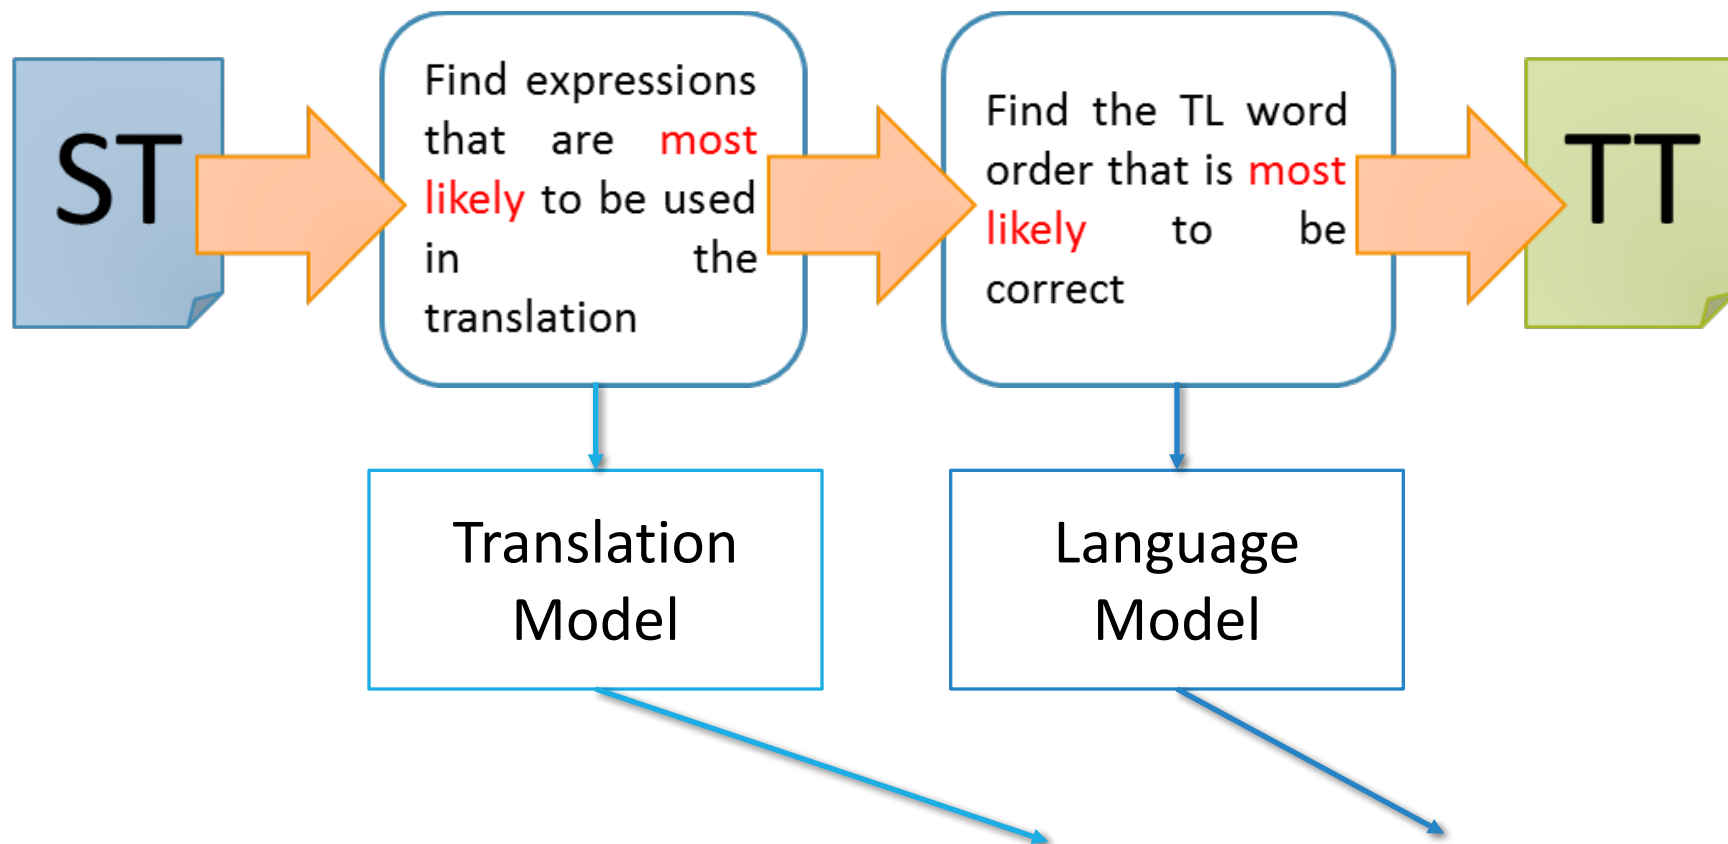 ST
Find expressions
that are most
likely to be used
in the
translation
Find the TL word
order that is most
likely to be
correct
TT
Translation
Model
Language
Model